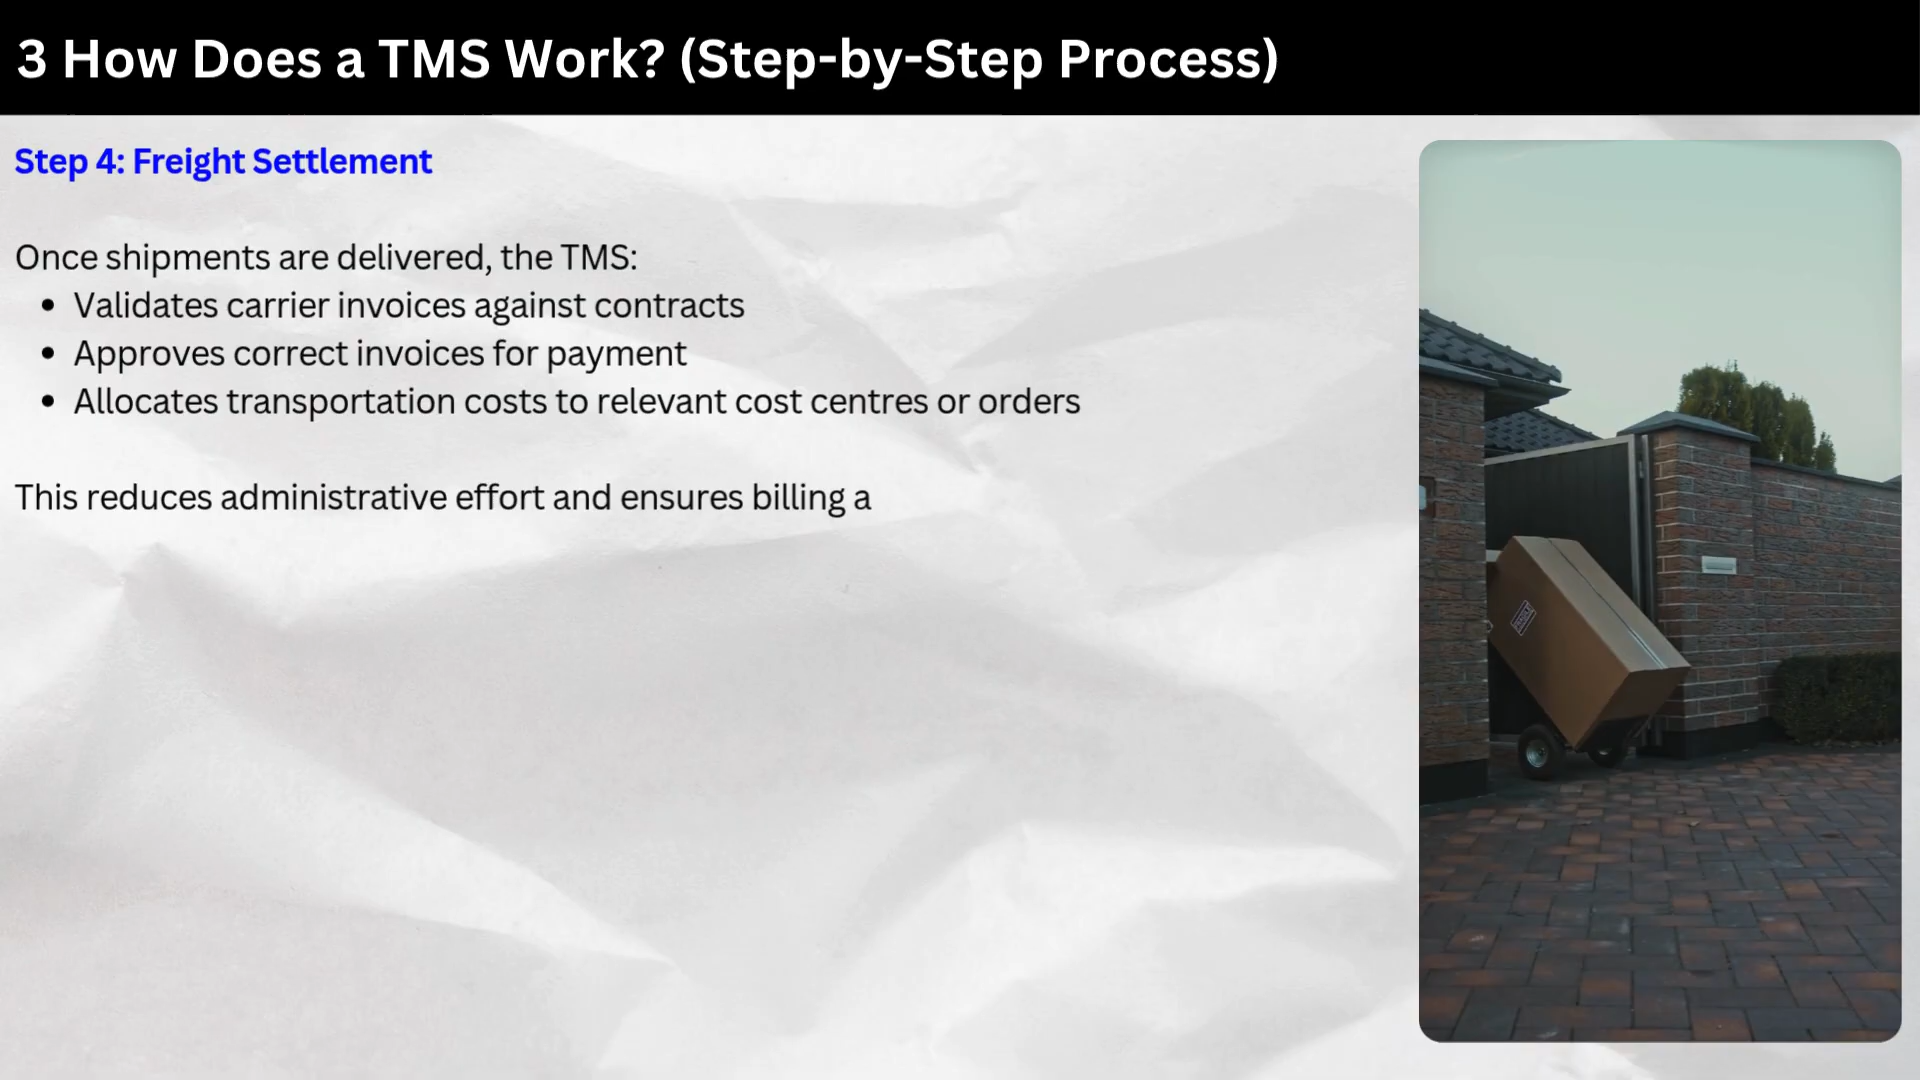 3 How Does a TMS Work? (Step-by-Step Process)
Step 4: Freight Settlement
Once shipments are delivered, the TMS:
• Validates carrier invoices against contracts
• Approves correct invoices for payment
• Allocates transportation costs to relevant cost centres or orders
This reduces administrative effort and ensures billing a